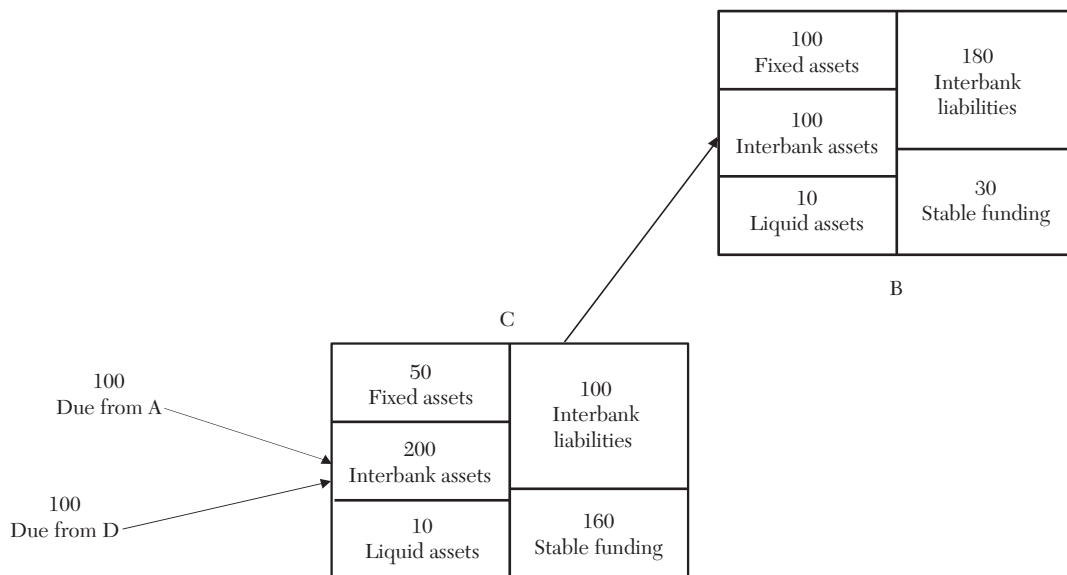 100
Fixed assets
180
Interbank
liabilities
100
Interbank assets
10
Liquid assets
30
Stable funding
B
C
50
Fixed assets
100
Interbank
liabilities
100
Due from A
200
Interbank assets
100
Due from D
10
Liquid assets
160
Stable funding